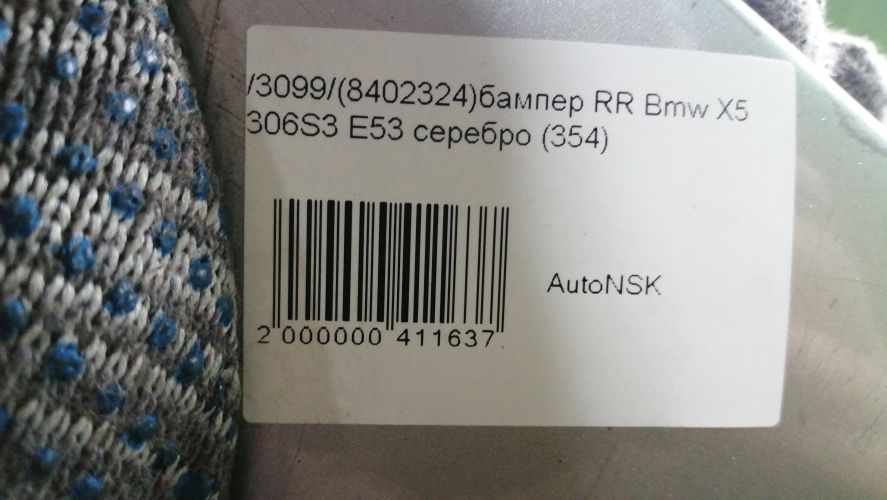 /3099/(8402324)бампер RR Bmw X5
306S3 E53 серебро (354)
AutoNSK
2 000000 411637